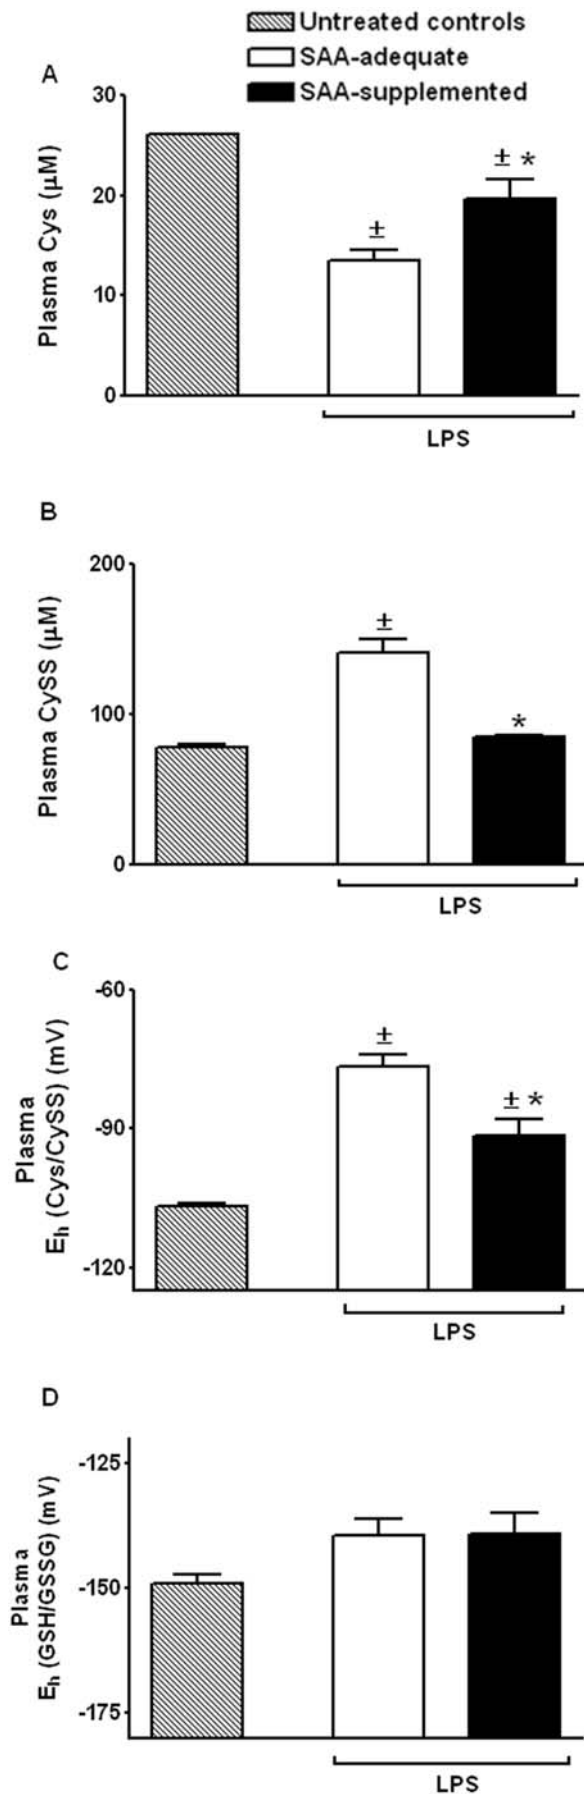 Untreated controls
SAA-adequate
SAA-supplemented
A
Plasma Cys (µM)
30
20
10
0
±
± *
LPS
B
Plasma CySS (µM)
200
100
0
±
*
LPS
C
Plasma
Eh (Cys/CySS) (mV)
-60
-90
-120
±
± *
LPS
D
Plasma
Eh (GSH/GSSG) (mV)
-125
-150
-175
LPS